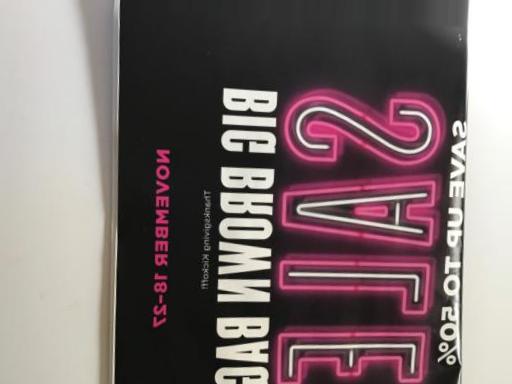 SAVE UP TO 50%
SALE
BIG BROWN BAG
Thanksgiving Kickoff!
NOVEMBER 18-27